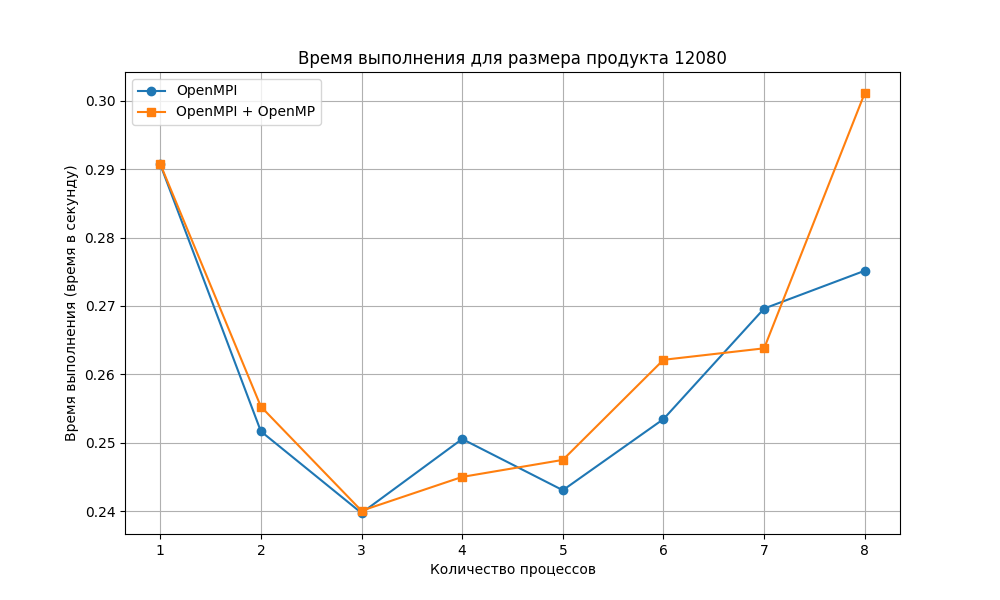 Время выполнения для размера продукта 12080
OpenMPI
OpenMPI + OpenMP
Время выполнения (время в секунду)
0.30
0.29
0.28
0.27
0.26
0.25
0.24
1 2 3 4 5 6 7 8
Количество процессов